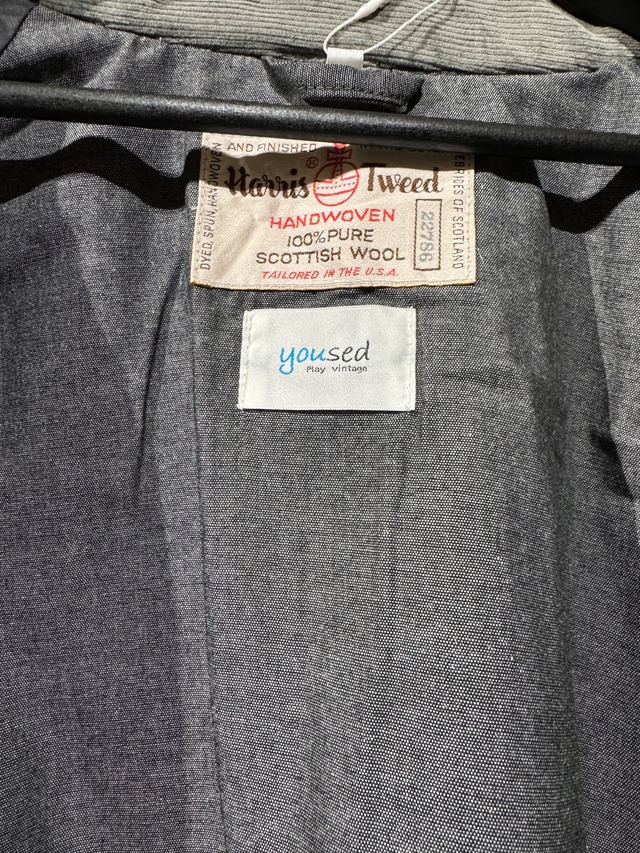 AND FINISHED
DYED, SPUN, HANDWOVEN
Harris® Tweed
HANDWOVEN
100% PURE
SCOTTISH WOOL
TAILORED IN THE U.S.A.
22786
EBRIDES OF SCOTLAND
yoused
Play vintage